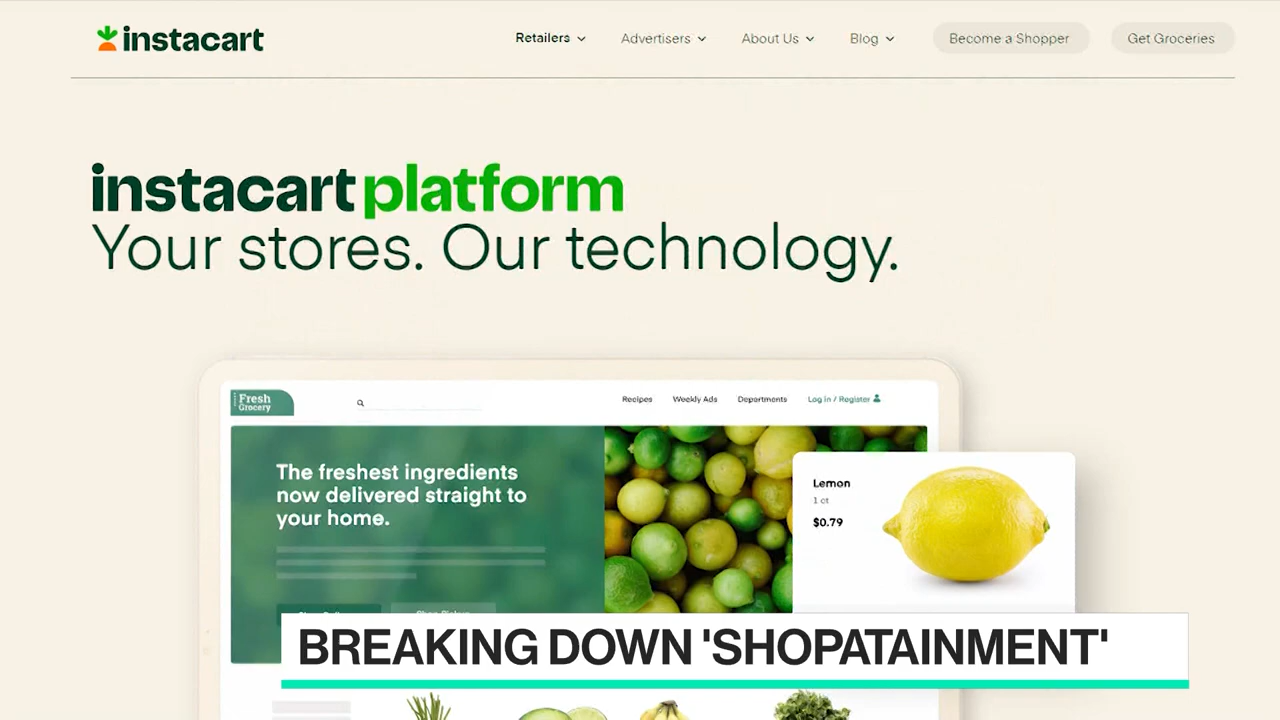 instacart
Retailers
Advertisers
About Us
Blog
Become a Shopper
Get Groceries
instacart platform
Your stores. Our technology.
Fresh
Grocery
Recipes
Weekly Ads
Departments
Log in / Register
The freshest ingredients
now delivered straight to
your home.
Lemon
1 ct
$0.79
BREAKING DOWN 'SHOPATAINMENT'